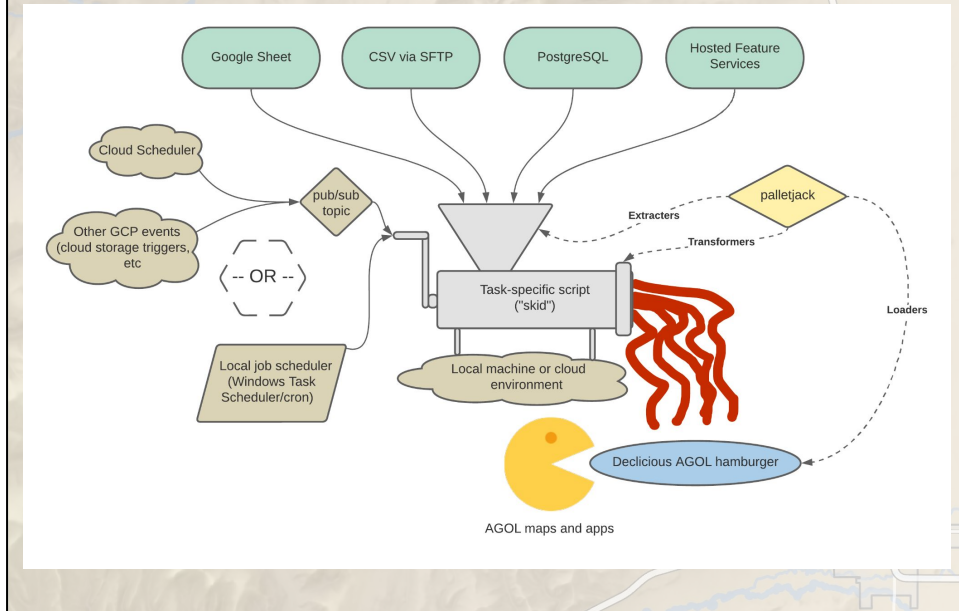 Google Sheet
CSV via SFTP
PostgreSQL
Hosted Feature
Services
Cloud Scheduler
pub/sub
topic
palletjack
Other GCP events
(cloud storage triggers,
etc
Extracters
Transformers
-- OR --
Task-specific script
("skid")
Loaders
Local job scheduler
(Windows Task
Scheduler/cron)
Local machine or cloud
environment
Declicious AGOL hamburger
AGOL maps and apps